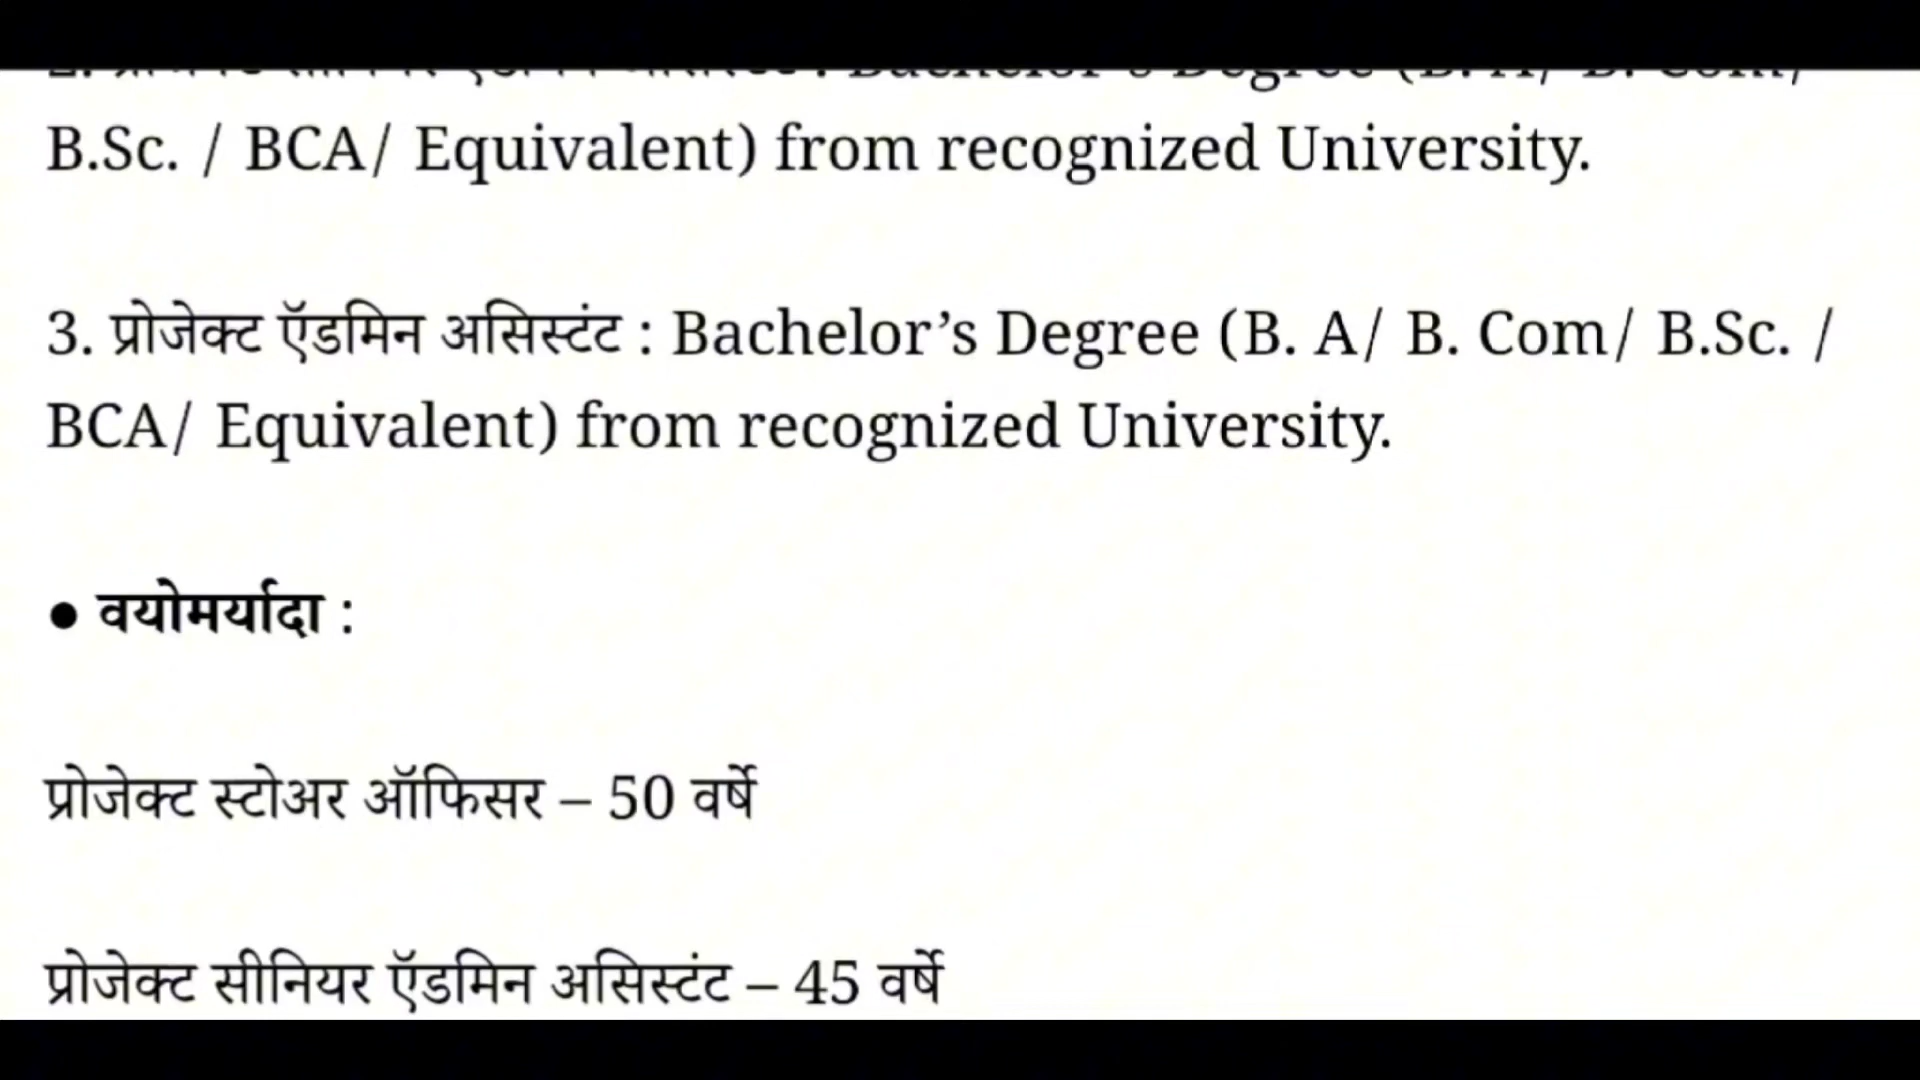 B.Sc. / BCA/ Equivalent) from recognized University.
3. प्रोजेक्ट ऍडमिन असिस्टंट : Bachelor’s Degree (B. A/ B. Com/ B.Sc. /
BCA/ Equivalent) from recognized University.
● वयोमर्यादा :
प्रोजेक्ट स्टोअर ऑफिसर – 50 वर्षे
प्रोजेक्ट सीनियर ऍडमिन असिस्टंट – 45 वर्षे